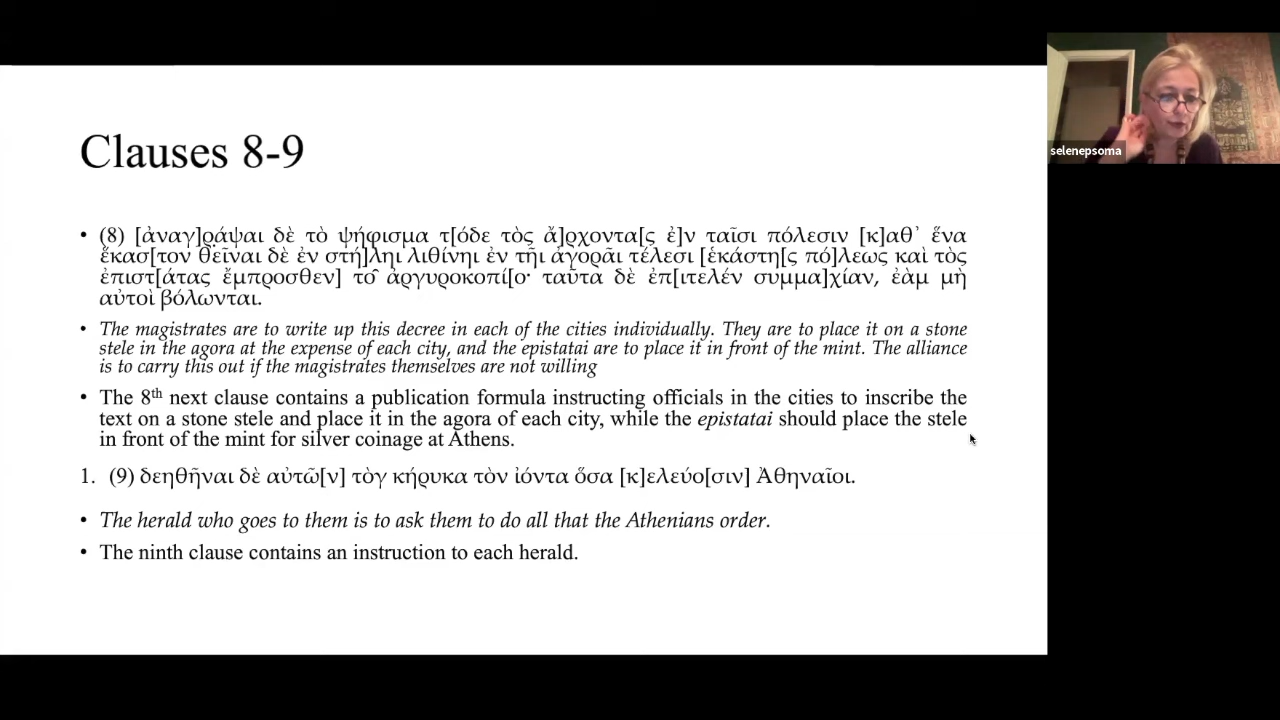 Clauses 8-9
• (8) [ἀναγ]ρ̣άψαι δὲ τὸ ψήφισμα τ[όδε τὸς ἄ]ρχοντα[ς ἐ]ν ταῖσι πόλεσιν [κ]αθ᾽ ἕνα
ἕκασ[τον θεῖναι δὲ ἐν στή]ληι λιθίνηι ἐν τῆι ἀγορᾶι τέλεσι [ἑκάστη[ς πό]λεως καὶ τὸς
ἐπιστ[άτας ἔμπροσθεν] το͂ ἀργυροκοπί[ο· ταῦτα δὲ ἐπ[ιτελέν συμμα]χίαν, ἐὰμ μὴ
αὐτοὶ βόλωνται.
• The magistrates are to write up this decree in each of the cities individually. They are to place it on a stone
stele in the agora at the expense of each city, and the epistatai are to place it in front of the mint. The alliance
is to carry this out if the magistrates themselves are not willing
• The 8th next clause contains a publication formula instructing officials in the cities to inscribe the
text on a stone stele and place it in the agora of each city, while the epistatai should place the stele
in front of the mint for silver coinage at Athens.
1. (9) δεηθῆναι δὲ αὐτῶ[ν] τὸγ κήρυκα τὸν ἰόντα ὅσα [κ]ελεύο[σιν] Ἀθηναῖοι.
• The herald who goes to them is to ask them to do all that the Athenians order.
• The ninth clause contains an instruction to each herald.
selenepsoma